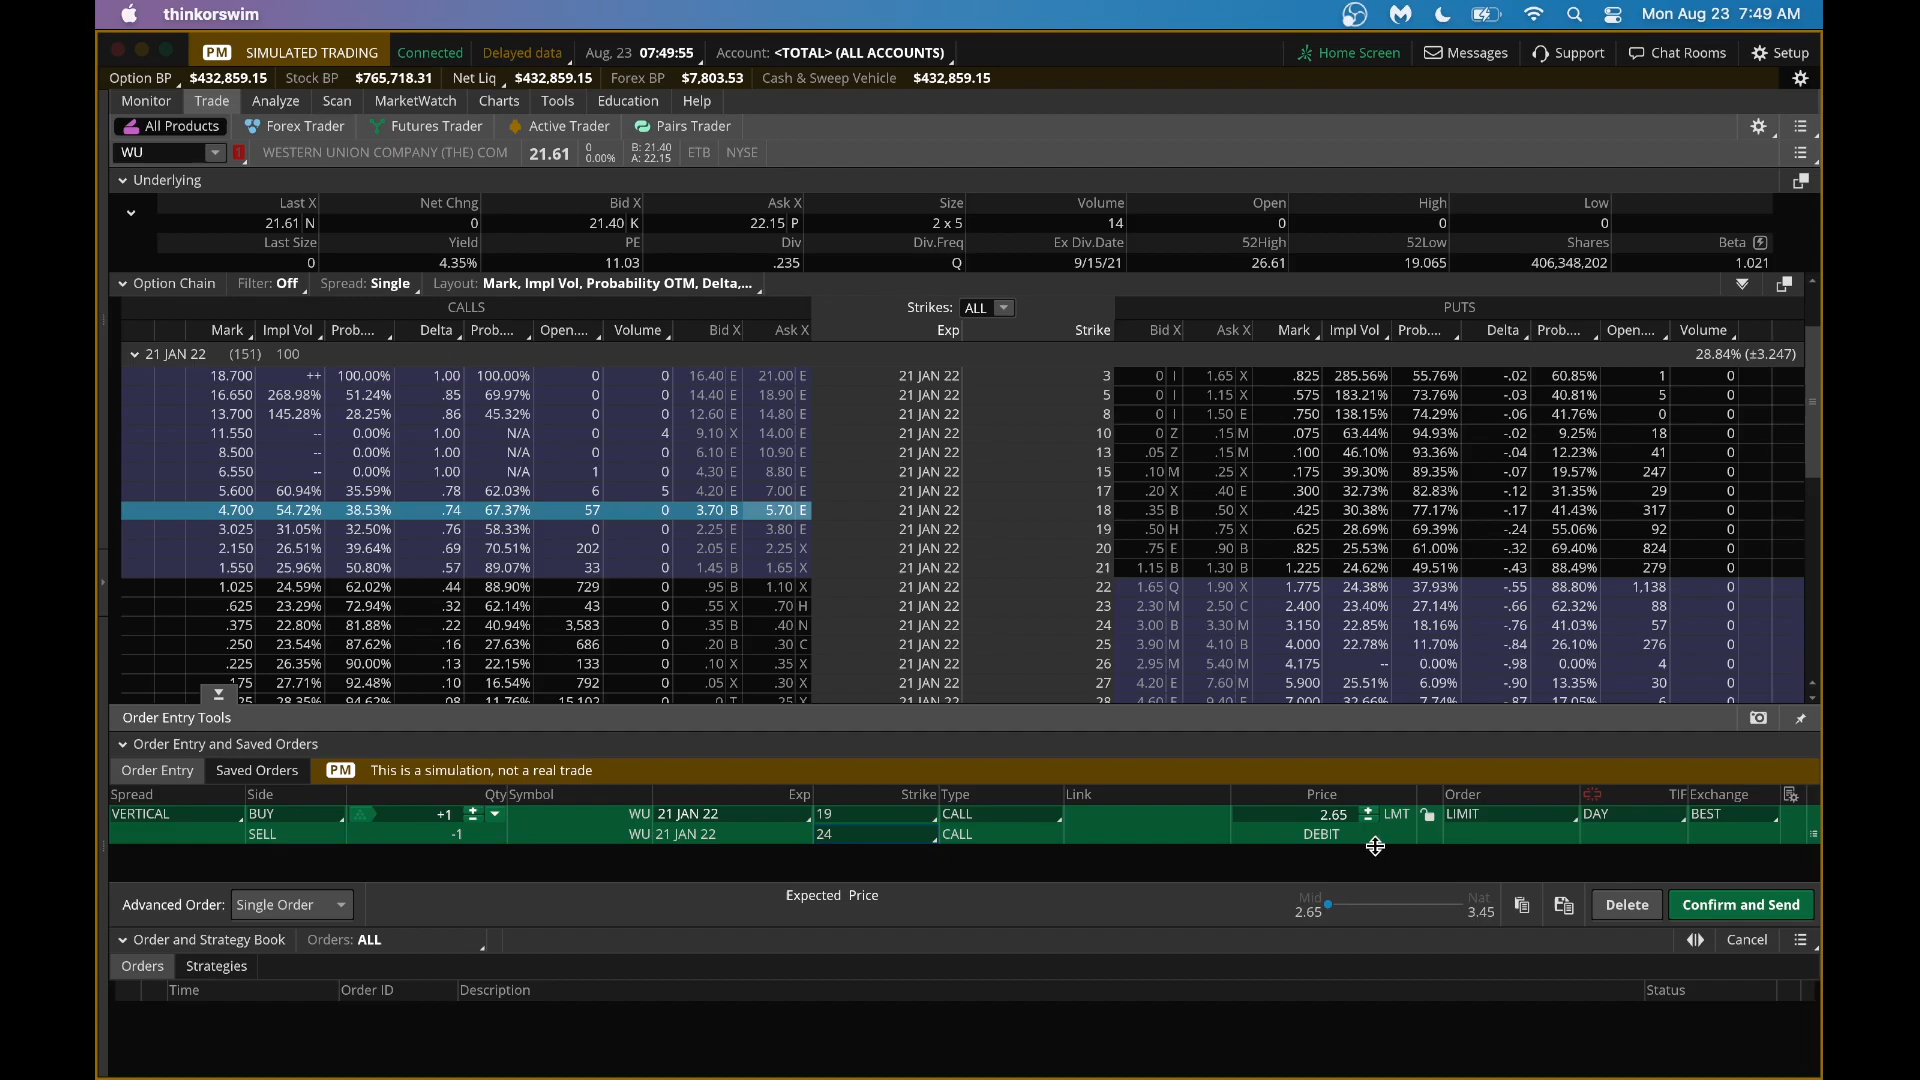 thinkorswim Mon Aug 23 7:49 AM
PM SIMULATED TRADING Connected Delayed data Aug, 23 07:49:55 Account: <TOTAL> (ALL ACCOUNTS) Home Screen Messages Support Chat Rooms Setup
Option BP $432,859.15 Stock BP $765,718.31 Net Liq $432,859.15 Forex BP $7,803.53 Cash & Sweep Vehicle $432,859.15
Monitor Trade Analyze Scan MarketWatch Charts Tools Education Help
All Products Forex Trader Futures Trader Active Trader Pairs Trader
WU 1 WESTERN UNION COMPANY (THE) COM 21.61 0 0.00% B: 21.40 A: 22.15 ETB NYSE
Underlying
Last X Net Chng Bid X Ask X Size Volume Open High Low
21.61 N 0 21.40 K 22.15 P 2 x 5 14 0 0 0
Last Size Yield PE Div Div.Freq Ex Div.Date 52High 52Low Shares Beta
0 4.35% 11.03 .235 Q 9/15/21 26.61 19.065 406,348,202 1.021
Option Chain Filter: Off Spread: Single Layout: Mark, Impl Vol, Probability OTM, Delta,...
CALLS Strikes: ALL PUTS
Mark Impl Vol Prob.... Delta Prob.... Open.... Volume Bid X Ask X Exp Strike Bid X Ask X Mark Impl Vol Prob.... Delta Prob.... Open.... Volume
21 JAN 22 (151) 100 28.84% (±3.247)
18.700 ++ 100.00% 1.00 100.00% 0 0 16.40 E 21.00 E 21 JAN 22 3 0 I 1.65 X .825 285.56% 55.76% -.02 60.85% 1 0
16.650 268.98% 51.24% .85 69.97% 0 0 14.40 E 18.90 E 21 JAN 22 5 0 I 1.15 X .575 183.21% 73.76% -.03 40.81% 5 0
13.700 145.28% 28.25% .86 45.32% 0 0 12.60 E 14.80 E 21 JAN 22 8 0 I 1.50 E .750 138.15% 74.29% -.06 41.76% 0 0
11.550 -- 0.00% 1.00 N/A 0 4 9.10 X 14.00 E 21 JAN 22 10 0 Z .15 M .075 63.44% 94.93% -.02 9.25% 18 0
8.500 -- 0.00% 1.00 N/A 0 0 6.10 E 10.90 E 21 JAN 22 13 .05 Z .15 M .100 46.10% 93.36% -.04 12.23% 41 0
6.550 -- 0.00% 1.00 N/A 1 0 4.30 E 8.80 E 21 JAN 22 15 .10 M .25 X .175 39.30% 89.35% -.07 19.57% 247 0
5.600 60.94% 35.59% .78 62.03% 6 5 4.20 E 7.00 E 21 JAN 22 17 .20 X .40 E .300 32.73% 82.83% -.12 31.35% 29 0
4.700 54.72% 38.53% .74 67.37% 57 0 3.70 B 5.70 E 21 JAN 22 18 .35 B .50 X .425 30.38% 77.17% -.17 41.43% 317 0
3.025 31.05% 32.50% .76 58.33% 0 0 2.25 E 3.80 E 21 JAN 22 19 .50 H .75 X .625 28.69% 69.39% -.24 55.06% 92 0
2.150 26.51% 39.64% .69 70.51% 202 0 2.05 E 2.25 X 21 JAN 22 20 .75 E .90 B .825 25.53% 61.00% -.32 69.40% 824 0
1.550 25.96% 50.80% .57 89.07% 33 0 1.45 B 1.65 X 21 JAN 22 21 1.15 B 1.30 B 1.225 24.62% 49.51% -.43 88.49% 279 0
1.025 24.59% 62.02% .44 88.90% 729 0 .95 B 1.10 X 21 JAN 22 22 1.65 Q 1.90 X 1.775 24.38% 37.93% -.55 88.80% 1,138 0
.625 23.29% 72.94% .32 62.14% 43 0 .55 X .70 H 21 JAN 22 23 2.30 M 2.50 C 2.400 23.40% 27.14% -.66 62.32% 88 0
.375 22.80% 81.88% .22 40.94% 3,583 0 .35 B .40 N 21 JAN 22 24 3.00 B 3.30 M 3.150 22.85% 18.16% -.76 41.03% 57 0
.250 23.54% 87.62% .16 27.63% 686 0 .20 B .30 C 21 JAN 22 25 3.90 M 4.10 B 4.000 22.78% 11.70% -.84 26.10% 276 0
.225 26.35% 90.00% .13 22.15% 133 0 .10 X .35 X 21 JAN 22 26 2.95 M 5.40 M 4.175 -- 0.00% -.98 0.00% 4 0
175 27.71% 92.48% .10 16.54% 792 0 .05 X .30 X 21 JAN 22 27 4.20 E 7.60 M 5.900 25.51% 6.09% -.90 13.35% 30 0
25 28.35% 94.62% .08 11.76% 15,102 0 0 T .25 X 21 JAN 22 28 4.60 E 9.40 E 7.000 32.66% 7.74% -.87 17.05% 6 0
Order Entry Tools
Order Entry and Saved Orders
Order Entry Saved Orders PM This is a simulation, not a real trade
Spread Side Qty Symbol Exp Strike Type Link Price Order TIF Exchange
VERTICAL BUY +1 WU 21 JAN 22 19 CALL 2.65 LMT LIMIT DAY BEST
SELL -1 WU 21 JAN 22 24 CALL DEBIT
Advanced Order: Single Order Expected Price Mid 2.65 Nat 3.45 Delete Confirm and Send
Order and Strategy Book Orders: ALL Cancel
Orders Strategies
Time Order ID Description Status